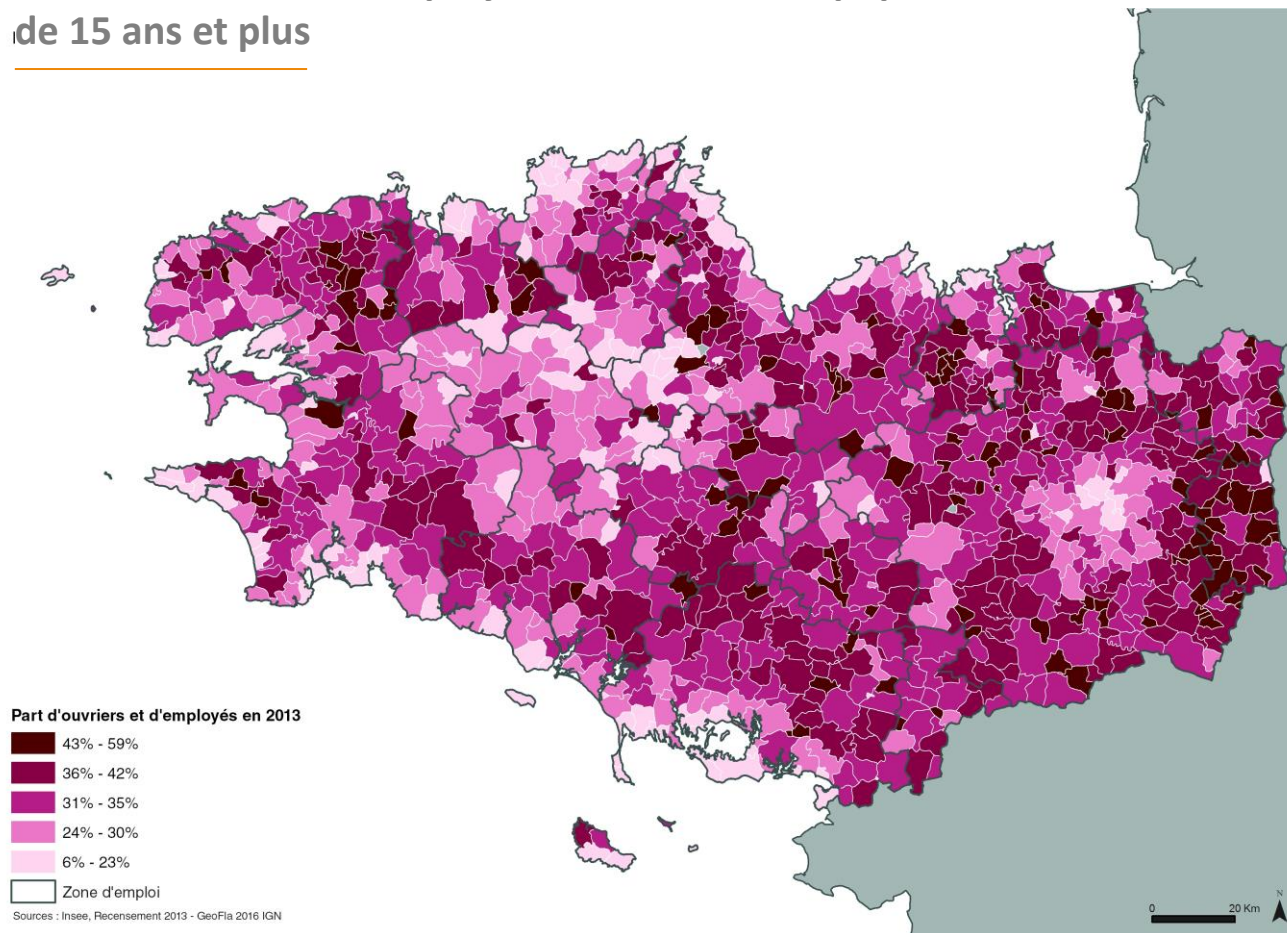 de 15 ans et plus
Part d'ouvriers et d'employés en 2013
43% - 59%
36% - 42%
31% - 35%
24% - 30%
6% - 23%
Zone d'emploi
Sources : Insee, Recensement 2013 - GeoFla 2016 IGN
0 20 Km
N